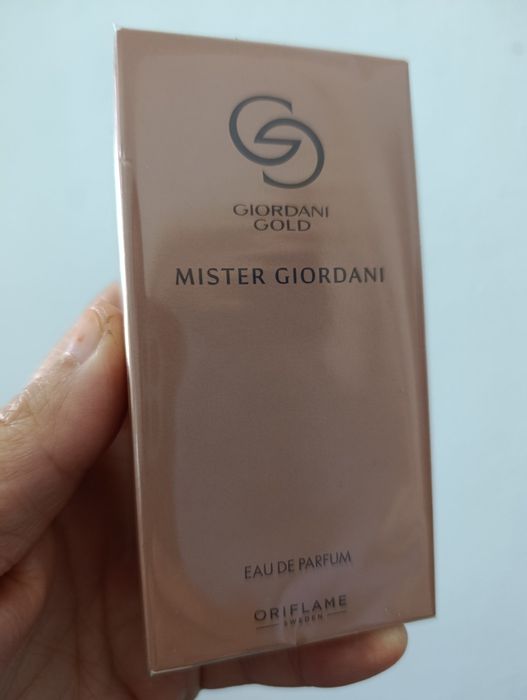 GIORDANI
GOLD
MISTER GIORDANI
EAU DE PARFUM
ORIFLAME
SWEDEN